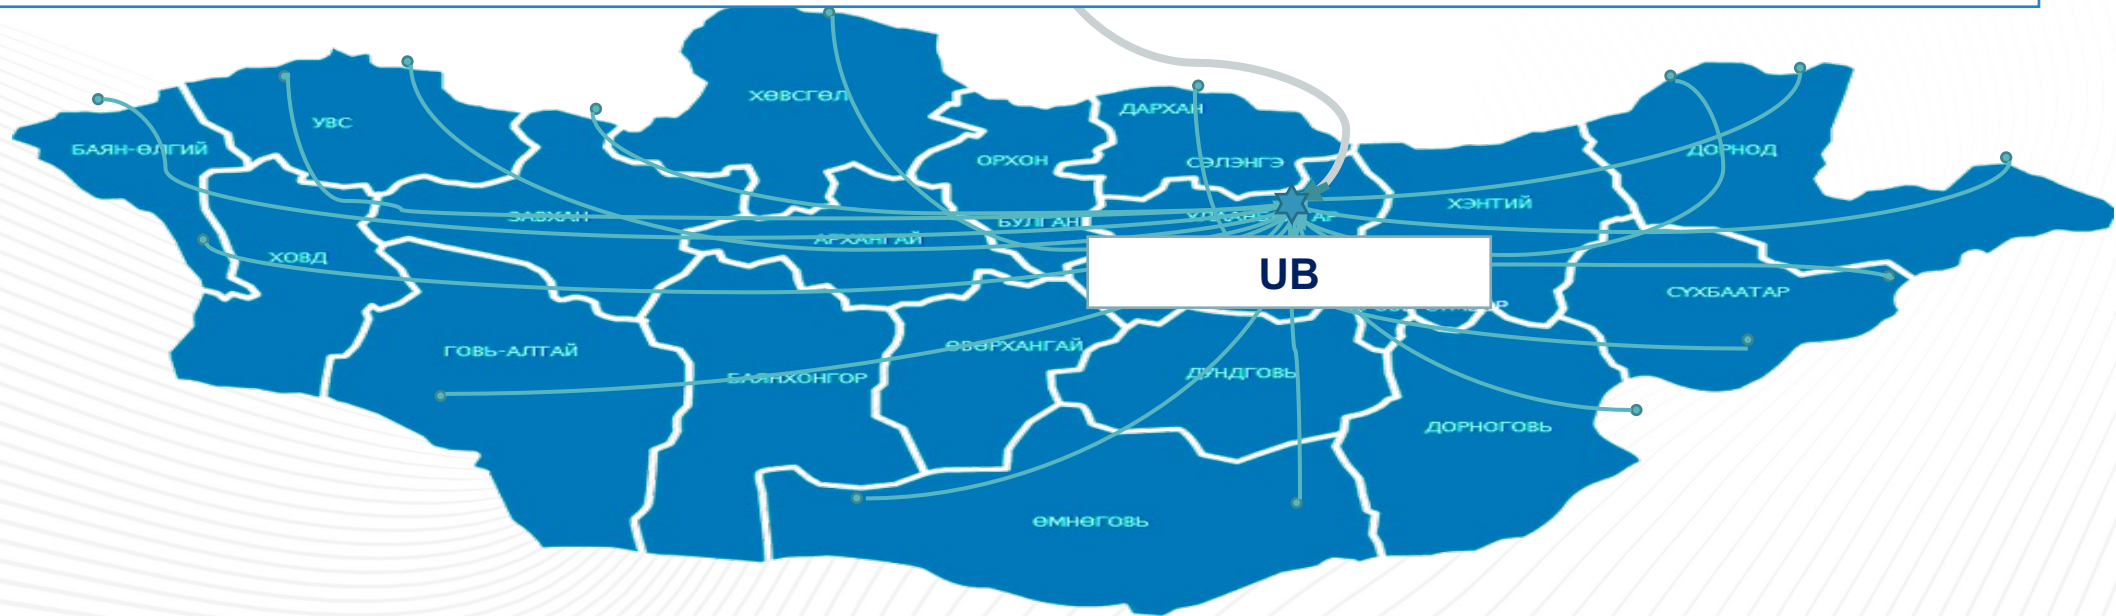 ХӨВСГӨЛ
ДАРХАН
УВС
БАЯН-ӨЛГИЙ
ОРХОН
СЭЛЭНГЭ
ДОРНОД
ХЭНТИЙ
ЗАВХАН
БУЛГАН
АРХАНГАЙ
ХОВД
UB
СҮХБААТАР
ГОВЬ-АЛТАЙ
ӨВӨРХАНГАЙ
БАЯНХОНГОР
ДУНДГОВЬ
ДОРНОГОВЬ
ӨМНӨГОВЬ